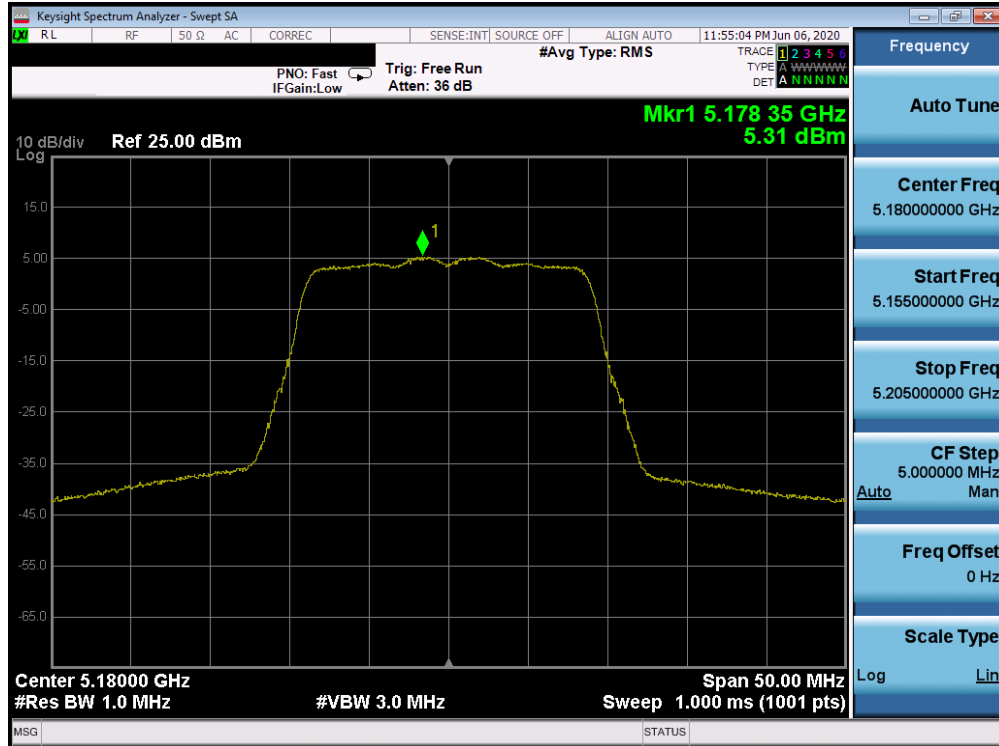 Keysight Spectrum Analyzer - Swept SA
LXI RL RF 50 Ω AC CORREC SENSE:INT SOURCE OFF ALIGN AUTO 11:55:04 PM Jun 06, 2020
#Avg Type: RMS
TRACE 1 2 3 4 5 6
PNO: Fast Trig: Free Run TYPE A WWWWW
IFGain:Low Atten: 36 dB DET A N N N N N
Mkr1 5.178 35 GHz
10 dB/div Ref 25.00 dBm 5.31 dBm
Log
1
15.0
5.00
-5.00
-15.0
-25.0
-35.0
-45.0
-55.0
-65.0
Center 5.18000 GHz Span 50.00 MHz
#Res BW 1.0 MHz #VBW 3.0 MHz Sweep 1.000 ms (1001 pts)
MSG STATUS
Frequency
Auto Tune
Center Freq
5.180000000 GHz
Start Freq
5.155000000 GHz
Stop Freq
5.205000000 GHz
CF Step
5.000000 MHz
Auto Man
Freq Offset
0 Hz
Scale Type
Log Lin